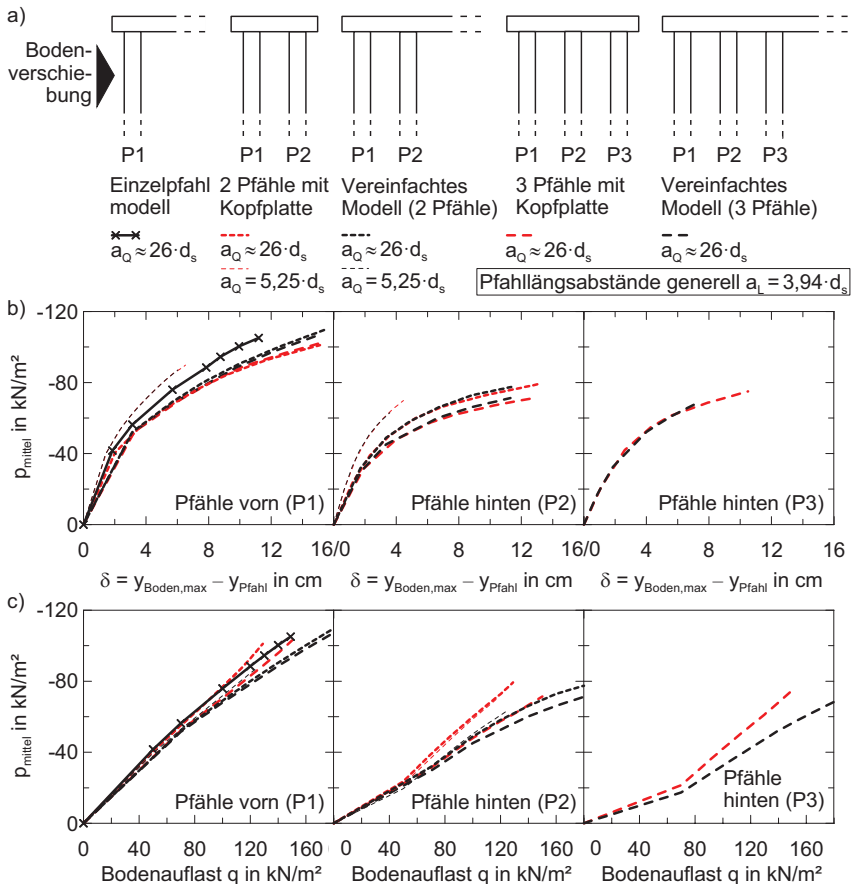 a)
Boden-
verschie-
bung
P1
P1 P2
P1 P2
P1 P2 P3
P1 P2 P3
Einzelpfahl
modell
a_Q ≈ 26·d_s
2 Pfähle mit
Kopfplatte
a_Q ≈ 26·d_s
a_Q = 5,25·d_s
Vereinfachtes
Modell (2 Pfähle)
a_Q ≈ 26·d_s
a_Q = 5,25·d_s
3 Pfähle mit
Kopfplatte
a_Q ≈ 26·d_s
Vereinfachtes
Modell (3 Pfähle)
a_Q ≈ 26·d_s
Pfahllängsabstände generell a_L = 3,94·d_s
b)
-120
-80
-40
0
p_mittel in kN/m²
Pfähle vorn (P1)
Pfähle hinten (P2)
Pfähle hinten (P3)
0 4 8 12 16/0 4 8 12 16/0 4 8 12 16
δ = y_Boden,max – y_Pfahl in cm
δ = y_Boden,max – y_Pfahl in cm
c)
-120
-80
-40
0
p_mittel in kN/m²
Pfähle vorn (P1)
Pfähle hinten (P2)
Pfähle
hinten (P3)
0 40 80 120 160 0 40 80 120 160 0 40 80 120 160
Bodenauflast q in kN/m²
Bodenauflast q in kN/m²
Bodenauflast q in kN/m²